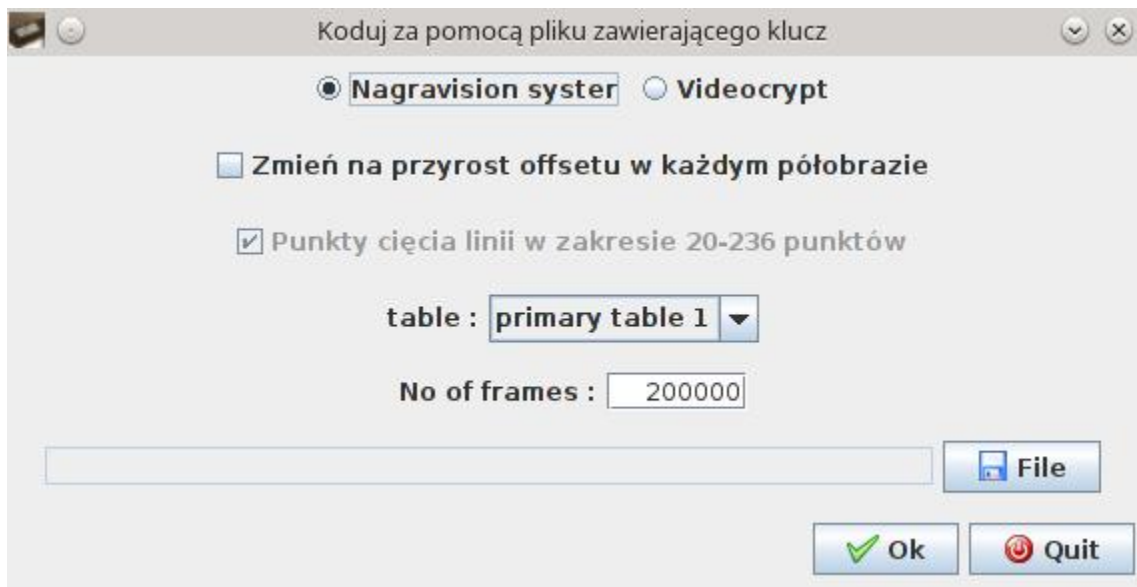 Koduj za pomocą pliku zawierającego klucz
Nagravision syster Videocrypt
Zmień na przyrost offsetu w każdym półobrazie
Punkty cięcia linii w zakresie 20-236 punktów
table : primary table 1
No of frames : 200000
File
Ok Quit